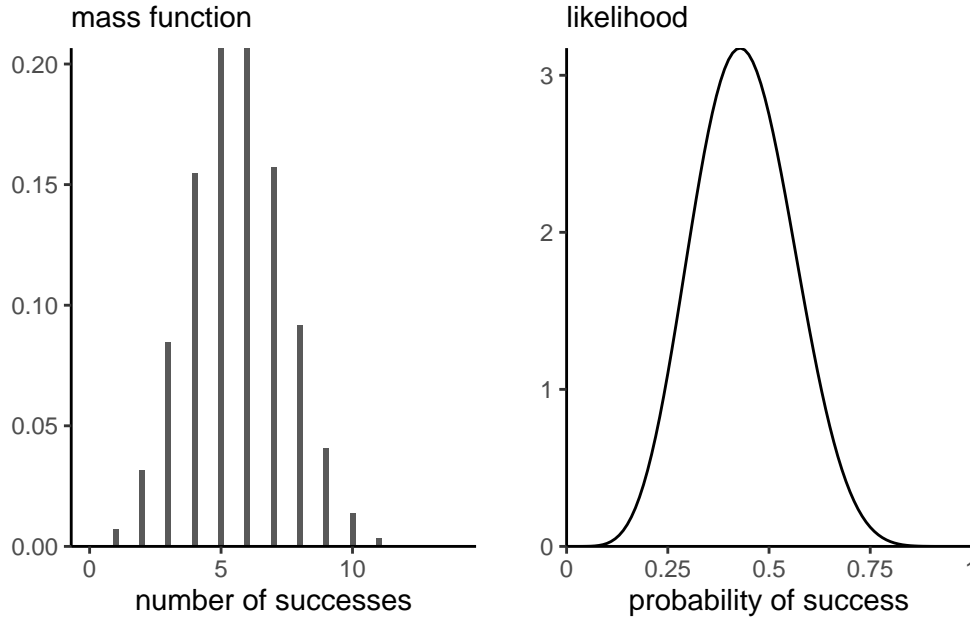 mass function
0.20
0.15
0.10
0.05
0.00
0 5 10
number of successes
likelihood
3
2
1
0
0 0.25 0.5 0.75 1
probability of success